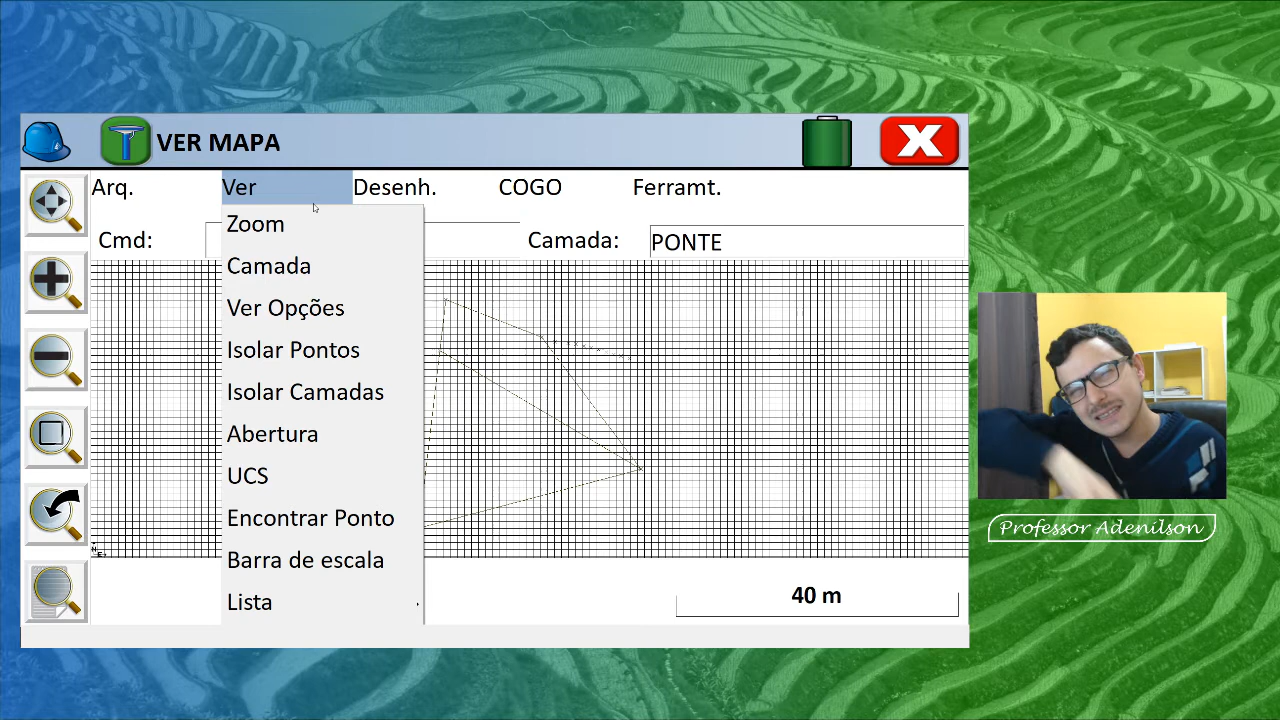 VER MAPA
Arq. Ver Desenh. COGO Ferramt.
Cmd: Camada: PONTE
Zoom
Camada
Ver Opções
Isolar Pontos
Isolar Camadas
Abertura
UCS
Encontrar Ponto
Barra de escala
Lista
40 m
Professor Adenilson